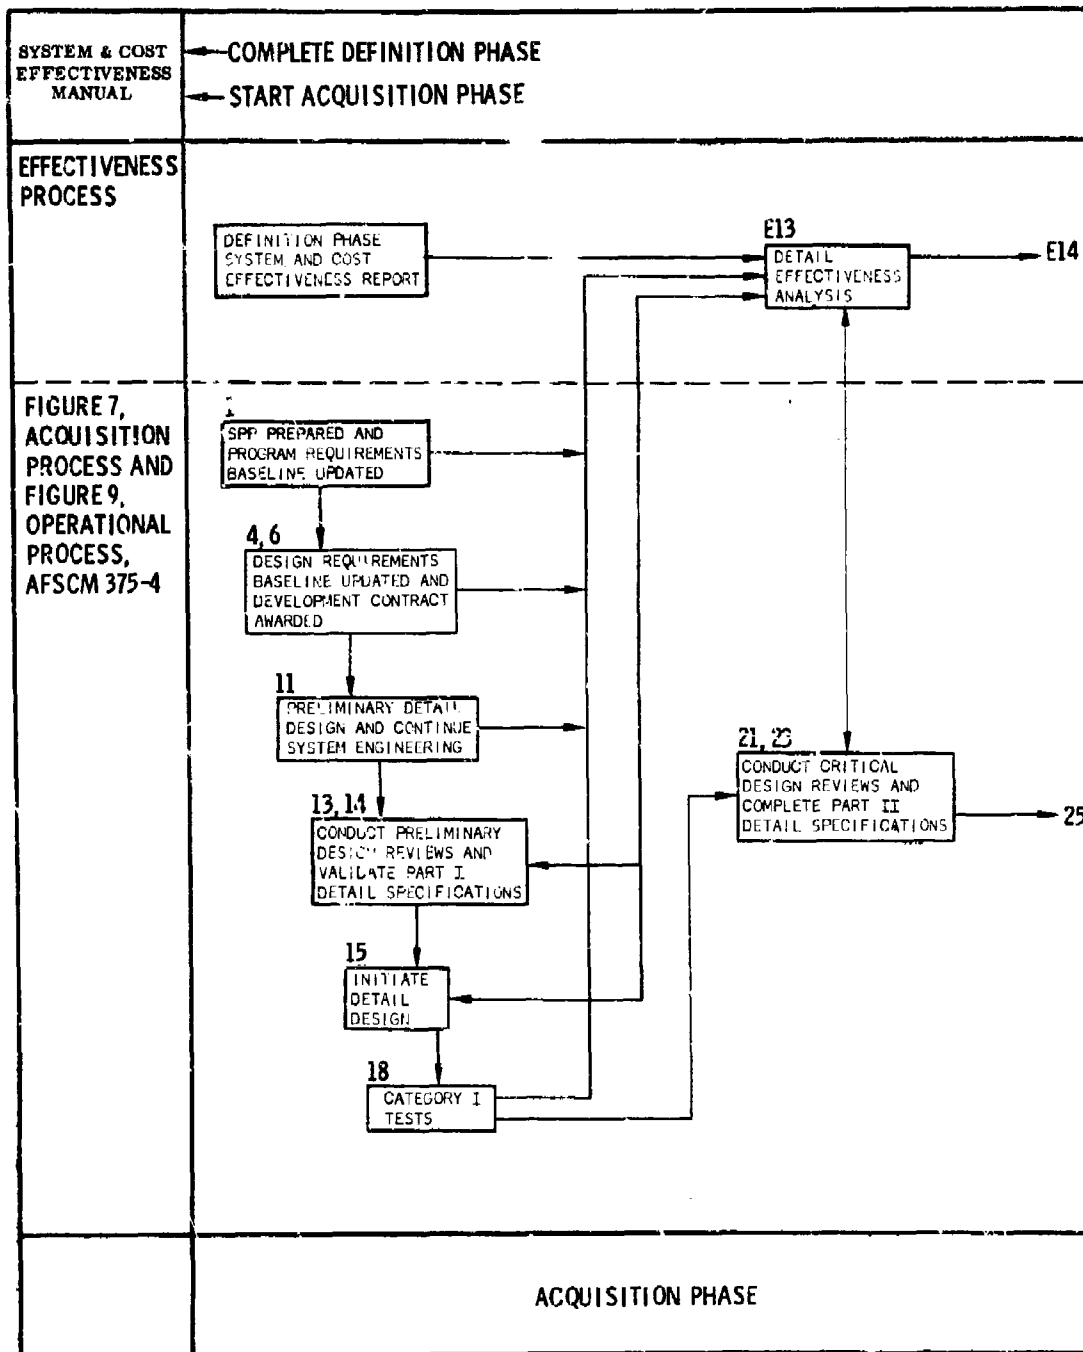 SYSTEM & COST
EFFECTIVENESS
MANUAL
COMPLETE DEFINITION PHASE
START ACQUISITION PHASE
EFFECTIVENESS
PROCESS
DEFINITION PHASE
SYSTEM AND COST
EFFECTIVENESS REPORT
E13
DETAIL
EFFECTIVENESS
ANALYSIS
E14
FIGURE 7,
ACQUISITION
PROCESS AND
FIGURE 9,
OPERATIONAL
PROCESS,
AFSCM 375-4
1
SPP PREPARED AND
PROGRAM REQUIREMENTS
BASELINE UPDATED
4, 6
DESIGN REQUIREMENTS
BASELINE UPDATED AND
DEVELOPMENT CONTRACT
AWARDED
11
PRELIMINARY DETAIL
DESIGN AND CONTINUE
SYSTEM ENGINEERING
13, 14
CONDUCT PRELIMINARY
DESIGN REVIEWS AND
VALIDATE PART I
DETAIL SPECIFICATIONS
15
INITIATE
DETAIL
DESIGN
18
CATEGORY I
TESTS
21, 23
CONDUCT CRITICAL
DESIGN REVIEWS AND
COMPLETE PART II
DETAIL SPECIFICATIONS
25
ACQUISITION PHASE